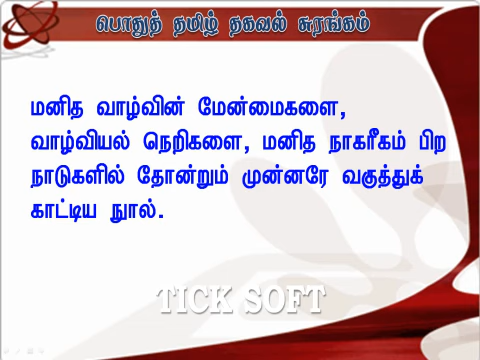 பொதுத் தமிழ் தகவல் சுரங்கம்
மனித வாழ்வின் மேன்மைகளை,
வாழ்வியல் நெறிகளை, மனித நாகரீகம் பிற
நாடுகளில் தோன்றும் முன்னரே வகுத்துக்
காட்டிய நூல்.
TICK SOFT